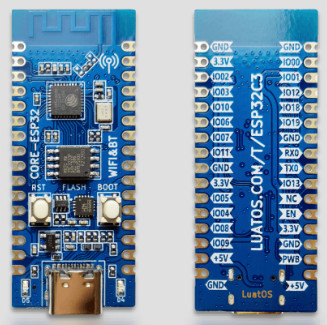 CORE-ESP32
WIFI&BT
RST
FLASH
BOOT
D5
D4
GND
3.3V
IO02
IO03
IO10
IO06
IO07
IO11
GND
3.3V
IO05
IO04
IO08
IO09
+5V
GND
LUATOS.COM/T/ESP32C3
GND
IO00
IO01
IO12
IO18
IO19
GND
RX0
TX0
IO13
NC
EN
3.3V
GND
PWB
+5V
LuatOS